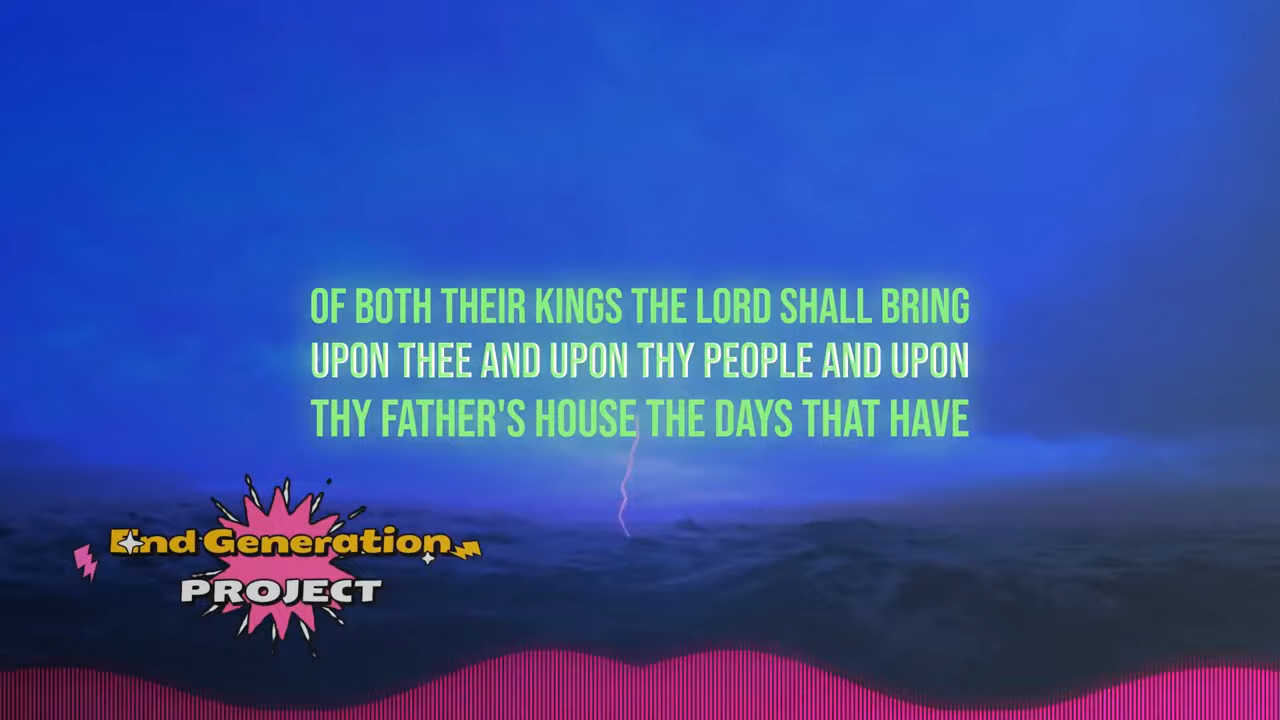 OF BOTH THEIR KINGS THE LORD SHALL BRING
UPON THEE AND UPON THY PEOPLE AND UPON
THY FATHER'S HOUSE THE DAYS THAT HAVE
End Generation
PROJECT